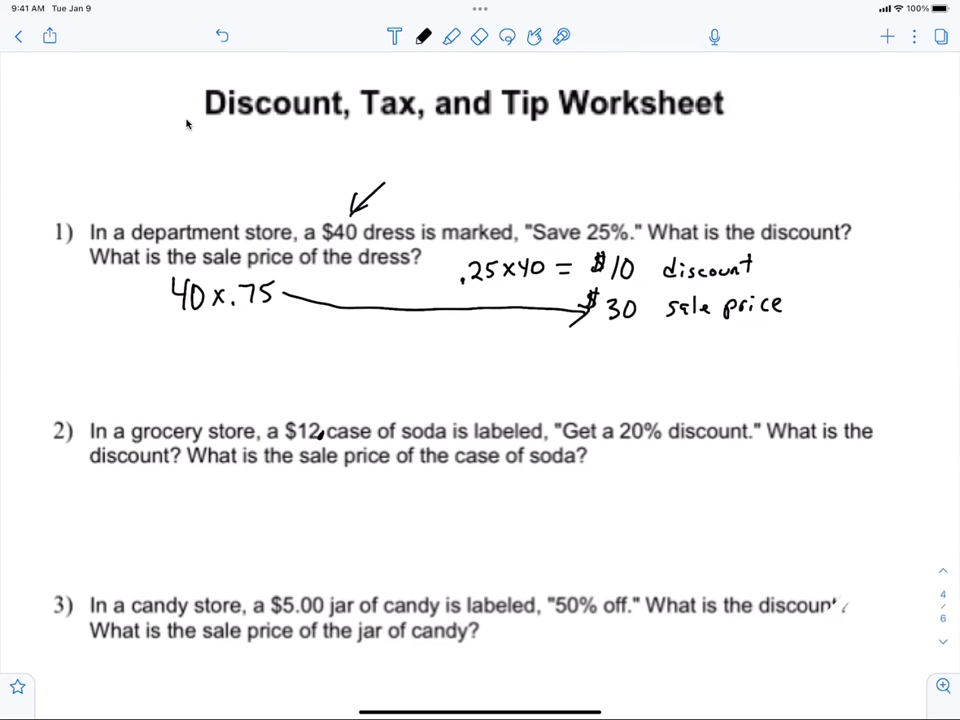 9:41 AM Tue Jan 9
100%
T
Discount, Tax, and Tip Worksheet
1) In a department store, a $40 dress is marked, "Save 25%." What is the discount?
What is the sale price of the dress?
.25x40 = $10 discount
40x.75
$30 sale price
2) In a grocery store, a $12 case of soda is labeled, "Get a 20% discount." What is the
discount? What is the sale price of the case of soda?
3) In a candy store, a $5.00 jar of candy is labeled, "50% off." What is the discoun
What is the sale price of the jar of candy?
4
/
6